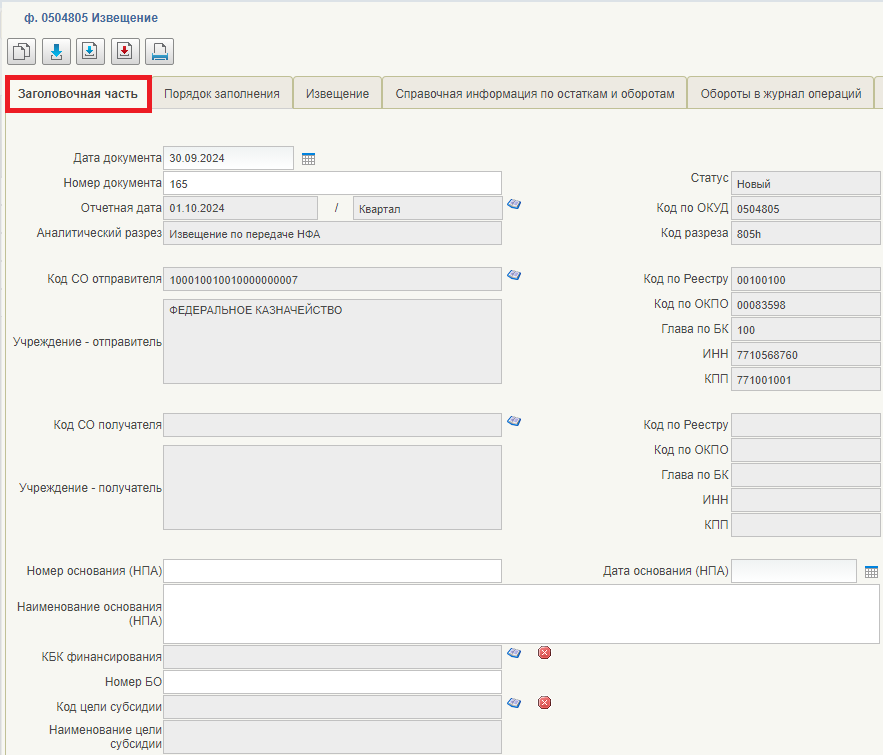 ф. 0504805 Извещение
Заголовочная часть Порядок заполнения Извещение Справочная информация по остаткам и оборотам Обороты в журнал операций
Дата документа 30.09.2024
Номер документа 165
Статус Новый
Отчетная дата 01.10.2024 / Квартал
Код по ОКУД 0504805
Аналитический разрез Извещение по передаче НФА
Код разреза 805h
Код СО отправителя 100010010010000000007
Код по Реестру 00100100
Код по ОКПО 00083598
Учреждение - отправитель ФЕДЕРАЛЬНОЕ КАЗНАЧЕЙСТВО
Глава по БК 100
ИНН 7710568760
КПП 771001001
Код СО получателя
Код по Реестру
Код по ОКПО
Глава по БК
Учреждение - получатель
ИНН
КПП
Номер основания (НПА)
Дата основания (НПА)
Наименование основания
(НПА)
КБК финансирования
Номер БО
Код цели субсидии
Наименование цели
субсидии